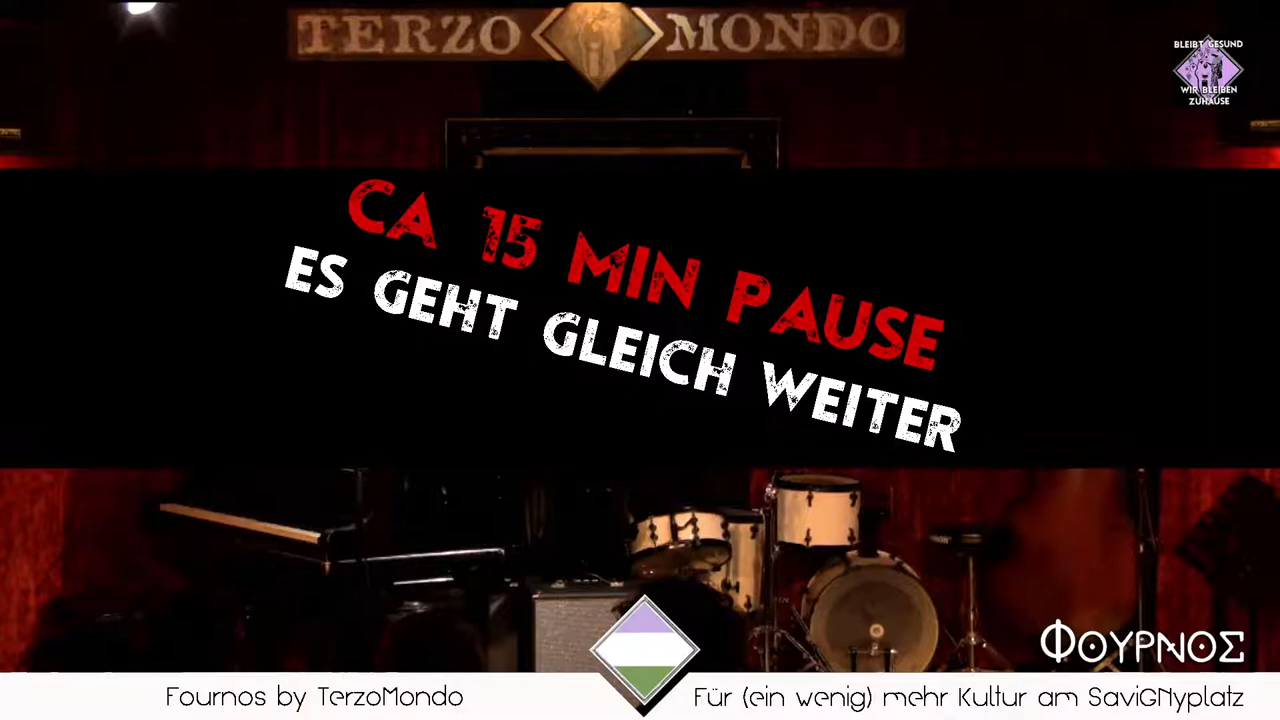 TERZO MONDO
BLEIBT GESUND
WIR BLEIBEN
ZUHAUSE
CA 15 MIN PAUSE
ES GEHT GLEICH WEITER
ΦΟΥΡΝΟΣ
Fournos by TerzoMondo
Für (ein wenig) mehr Kultur am SaviGNyplatz